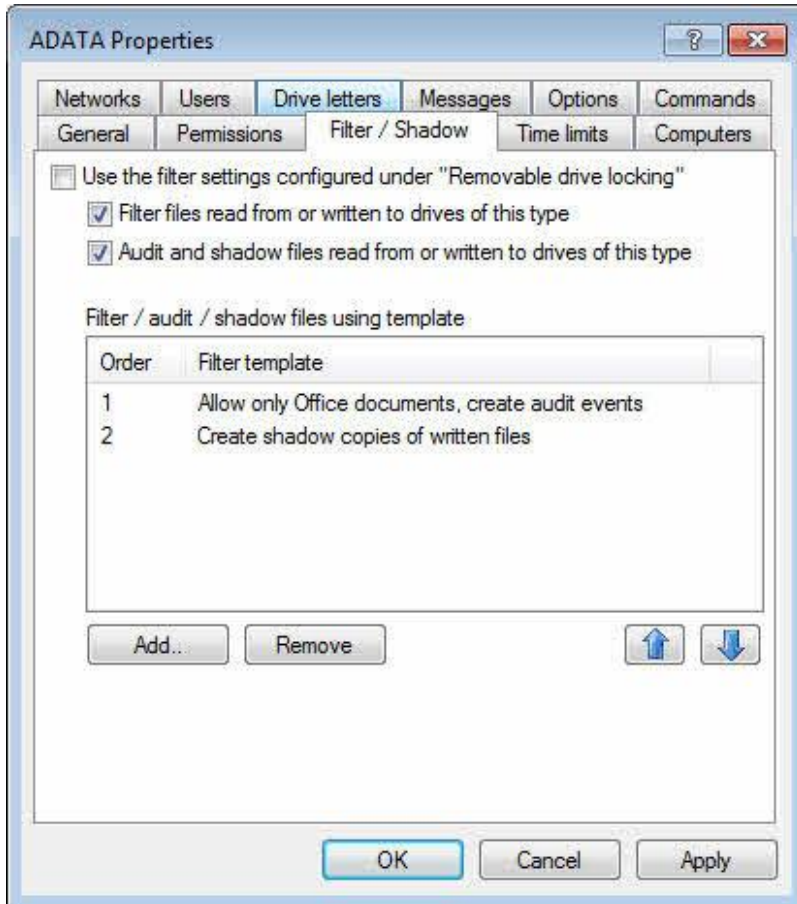 ADATA Properties
Networks Users Drive letters Messages Options Commands
General Permissions Filter / Shadow Time limits Computers
Use the filter settings configured under "Removable drive locking"
Filter files read from or written to drives of this type
Audit and shadow files read from or written to drives of this type
Filter / audit / shadow files using template
Order Filter template
1 Allow only Office documents, create audit events
2 Create shadow copies of written files
Add.. Remove
OK Cancel Apply